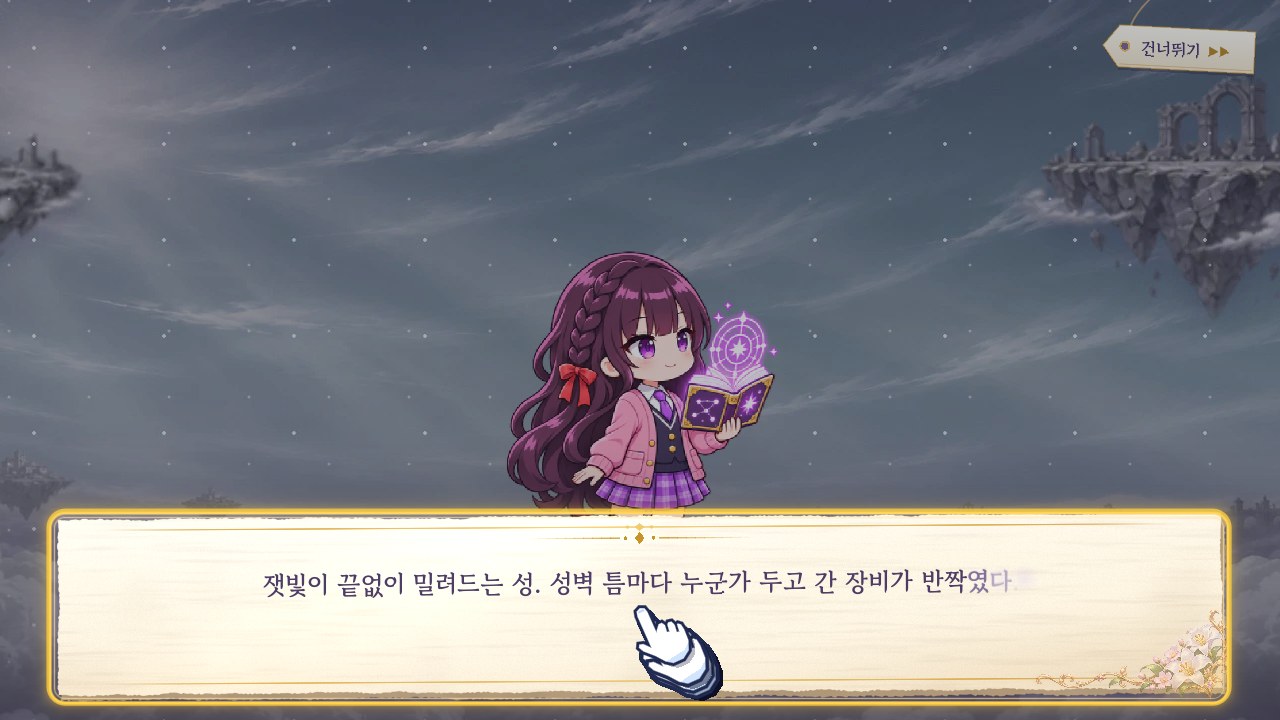 건너뛰기
잿빛이 끝없이 밀려드는 성. 성벽 틈마다 누군가 두고 간 장비가 반짝였다.